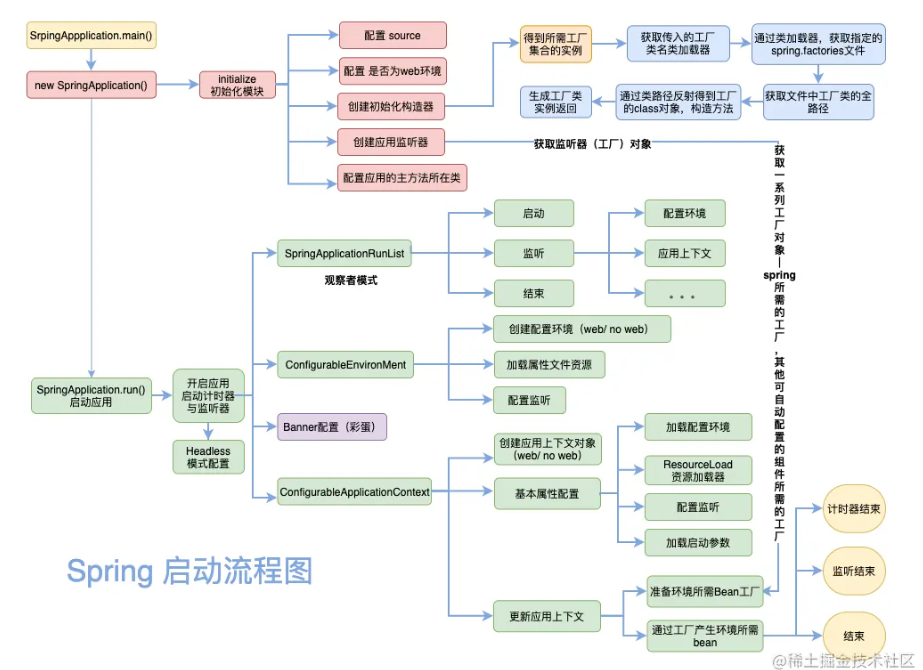 SrpingAppplication.main()
new SpringApplication()
initialize
初始化模块
配置 source
配置 是否为web环境
创建初始化构造器
创建应用监听器
配置应用的主方法所在类
得到所需工厂
集合的实例
获取传入的工厂
类名类加载器
通过类加载器，获取指定的
spring.factories文件
获取文件中工厂类的全
路径
通过类路径反射得到工厂
的class对象，构造方法
生成工厂类
实例返回
获取监听器（工厂）对象
获取一系列工厂对象—spring所需的工厂，其他可自动配置的组件所需的工厂
SpringApplication.run()
启动应用
开启应用
启动计时器
与监听器
Headless
模式配置
SpringApplicationRunList
观察者模式
启动
监听
结束
配置环境
应用上下文
。。。
ConfigurableEnvironMent
创建配置环境（web/ no web）
加载属性文件资源
配置监听
Banner配置（彩蛋）
ConfigurableApplicationContext
创建应用上下文对象
（web/ no web）
基本属性配置
加载配置环境
ResourceLoad
资源加载器
配置监听
加载启动参数
更新应用上下文
准备环境所需Bean工厂
通过工厂产生环境所需
bean
计时器结束
监听结束
结束
Spring 启动流程图
@稀土掘金技术社区